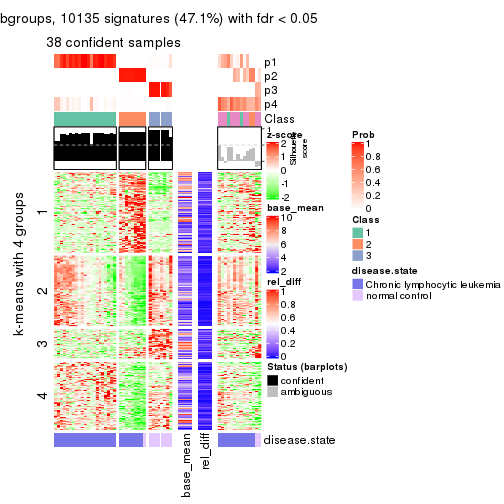 bgroups, 10135 signatures (47.1%) with fdr < 0.05
38 confident samples
p1
p2
p3
p4
Class
z-score
2
1
0
-1
-2
1
Silhouette
score
Prob
1
0.8
0.6
0.4
0.2
0
base_mean
10
8
6
4
2
Class
1
2
3
rel_diff
1
0.8
0.6
0.4
0.2
0
disease.state
Chronic lymphocytic leukemia
normal control
Status (barplots)
confident
ambiguous
k-means with 4 groups
1
2
3
4
disease.state
base_mean
rel_diff